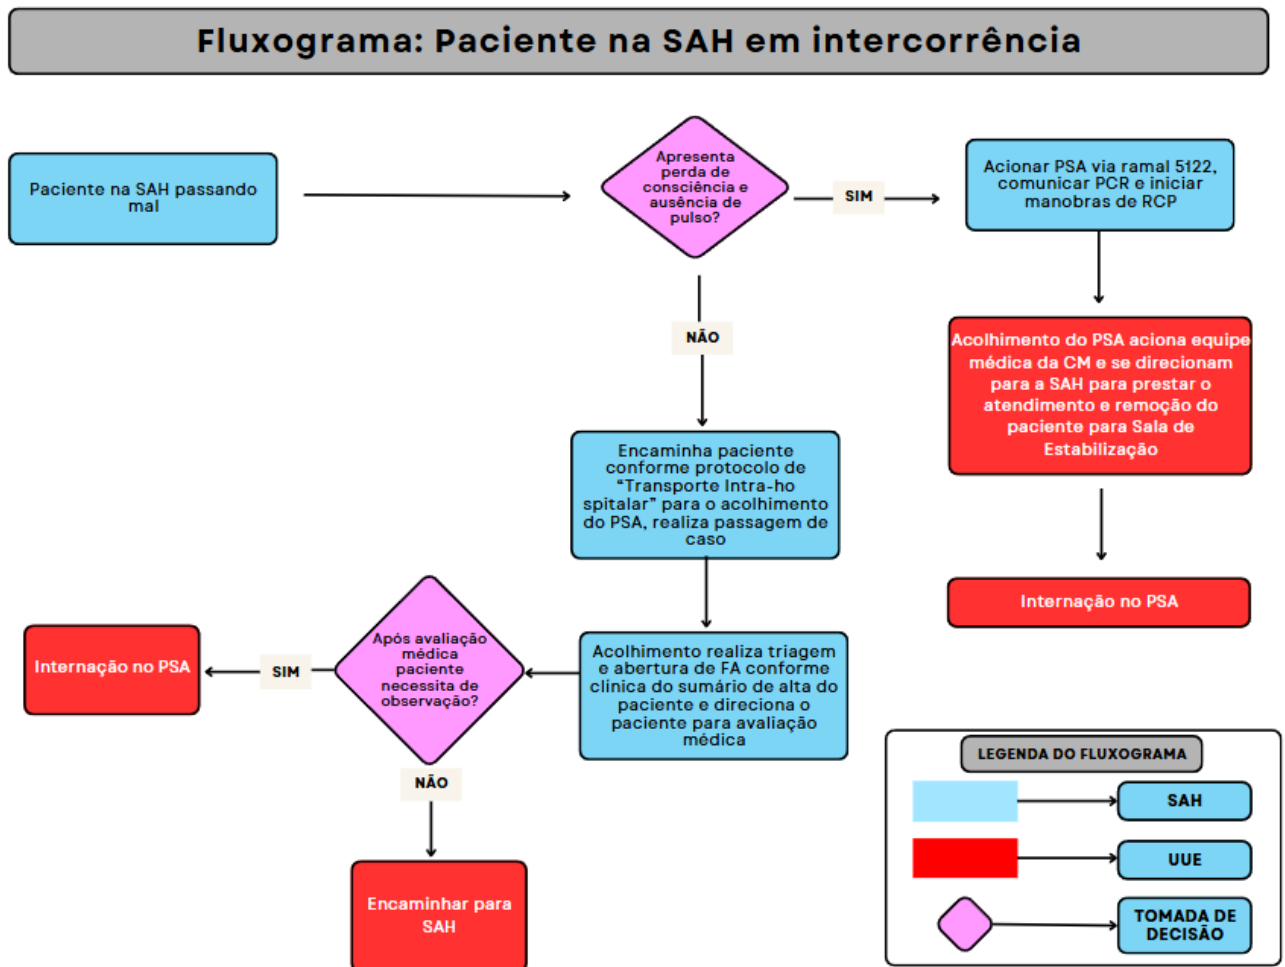 Fluxograma: Paciente na SAH em intercorrência
Paciente na SAH passando
mal
Apresenta
perda de
consciência e
ausência de
pulso?
SIM
Acionar PSA via ramal 5122,
comunicar PCR e iniciar
manobras de RCP
NÃO
Acolhimento do PSA aciona equipe
médica da CM e se direcionam
para a SAH para prestar o
atendimento e remoção do
paciente para Sala de
Estabilização
Internação no PSA
Encaminha paciente
conforme protocolo de
“Transporte Intra-ho
spitalar” para o acolhimento
do PSA, realiza passagem de
caso
Acolhimento realiza triagem
e abertura de FA conforme
clínica do sumário de alta do
paciente e direciona o
paciente para avaliação
médica
Após avaliação
médica
paciente
necessita de
observação?
SIM
Internação no PSA
NÃO
Encaminhar para
SAH
LEGENDA DO FLUXOGRAMA
SAH
UUE
TOMADA DE
DECISÃO